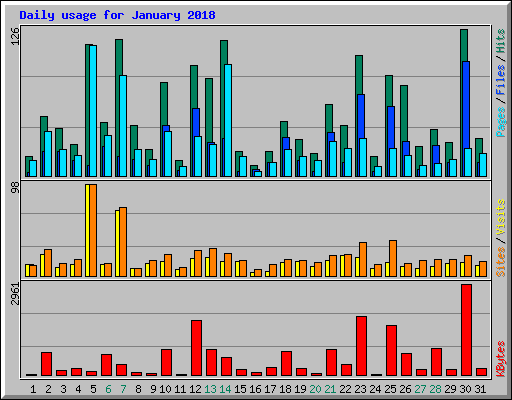 Daily usage for January 2018
126
98
2961
Pages / Files / Hits
Sites / Visits
KBytes
1 2 3 4 5 6 7 8 9 10 11 12 13 14 15 16 17 18 19 20 21 22 23 24 25 26 27 28 29 30 31